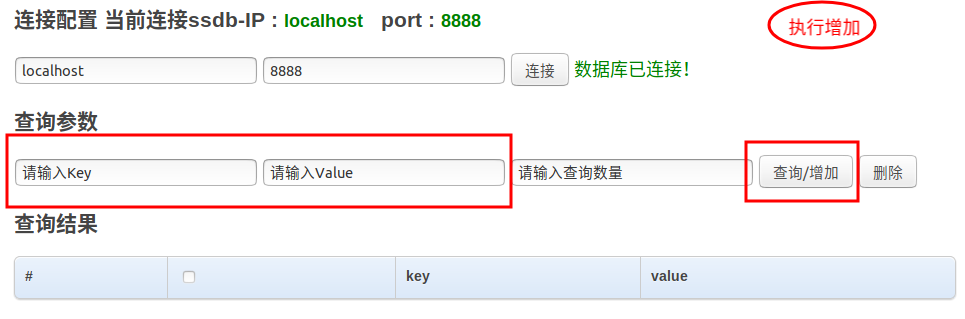 连接配置 当前连接ssdb-IP : localhost port : 8888
执行增加
localhost 8888 连接 数据库已连接!
查询参数
请输入Key 请输入Value 请输入查询数量 查询/增加 删除
查询结果
# key value